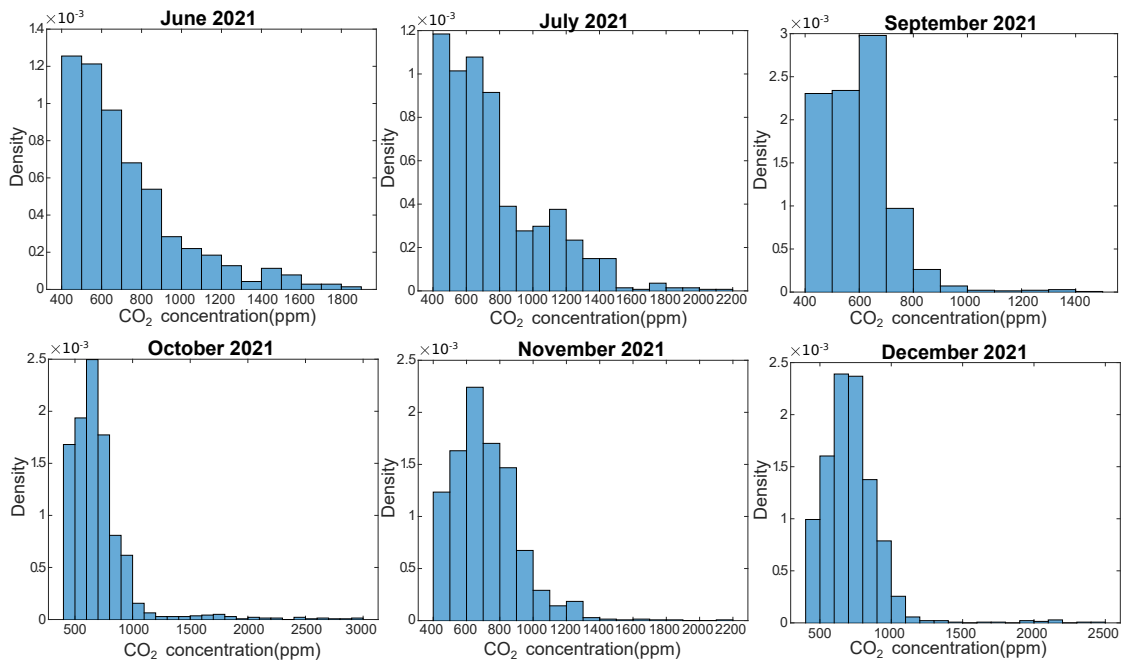 June 2021
×10⁻³
1.4
1.2
1
0.8
0.6
0.4
0.2
0
Density
400 600 800 1000 1200 1400 1600 1800
CO₂ concentration(ppm)
July 2021
×10⁻³
1.2
1
0.8
0.6
0.4
0.2
0
Density
400 600 800 1000 1200 1400 1600 1800 2000 2200
CO₂ concentration(ppm)
September 2021
×10⁻³
3
2.5
2
1.5
1
0.5
0
Density
400 600 800 1000 1200 1400
CO₂ concentration(ppm)
October 2021
×10⁻³
2.5
2
1.5
1
0.5
0
Density
500 1000 1500 2000 2500 3000
CO₂ concentration(ppm)
November 2021
×10⁻³
2.5
2
1.5
1
0.5
0
Density
400 600 800 1000 1200 1400 1600 1800 2000 2200
CO₂ concentration(ppm)
December 2021
×10⁻³
2.5
2
1.5
1
0.5
0
Density
500 1000 1500 2000 2500
CO₂ concentration(ppm)